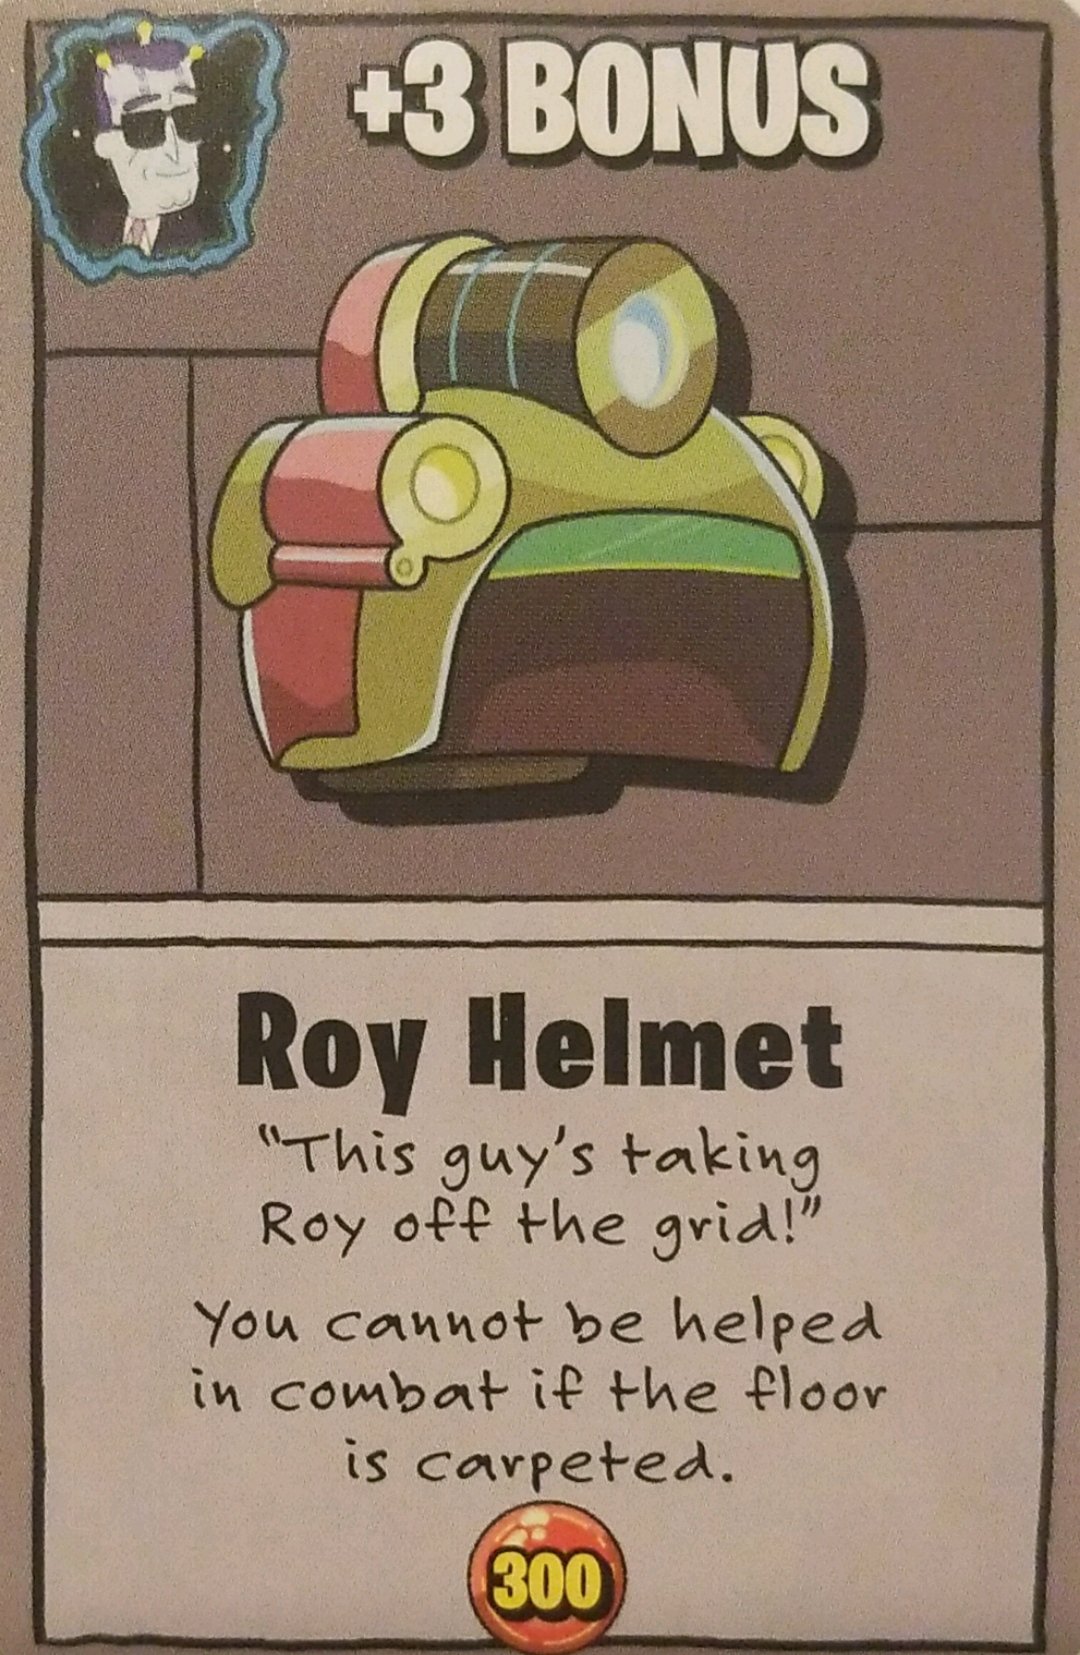 +3 BONUS
Roy Helmet
"This guy's taking
Roy off the grid!"
You cannot be helped
in combat if the floor
is carpeted.
300